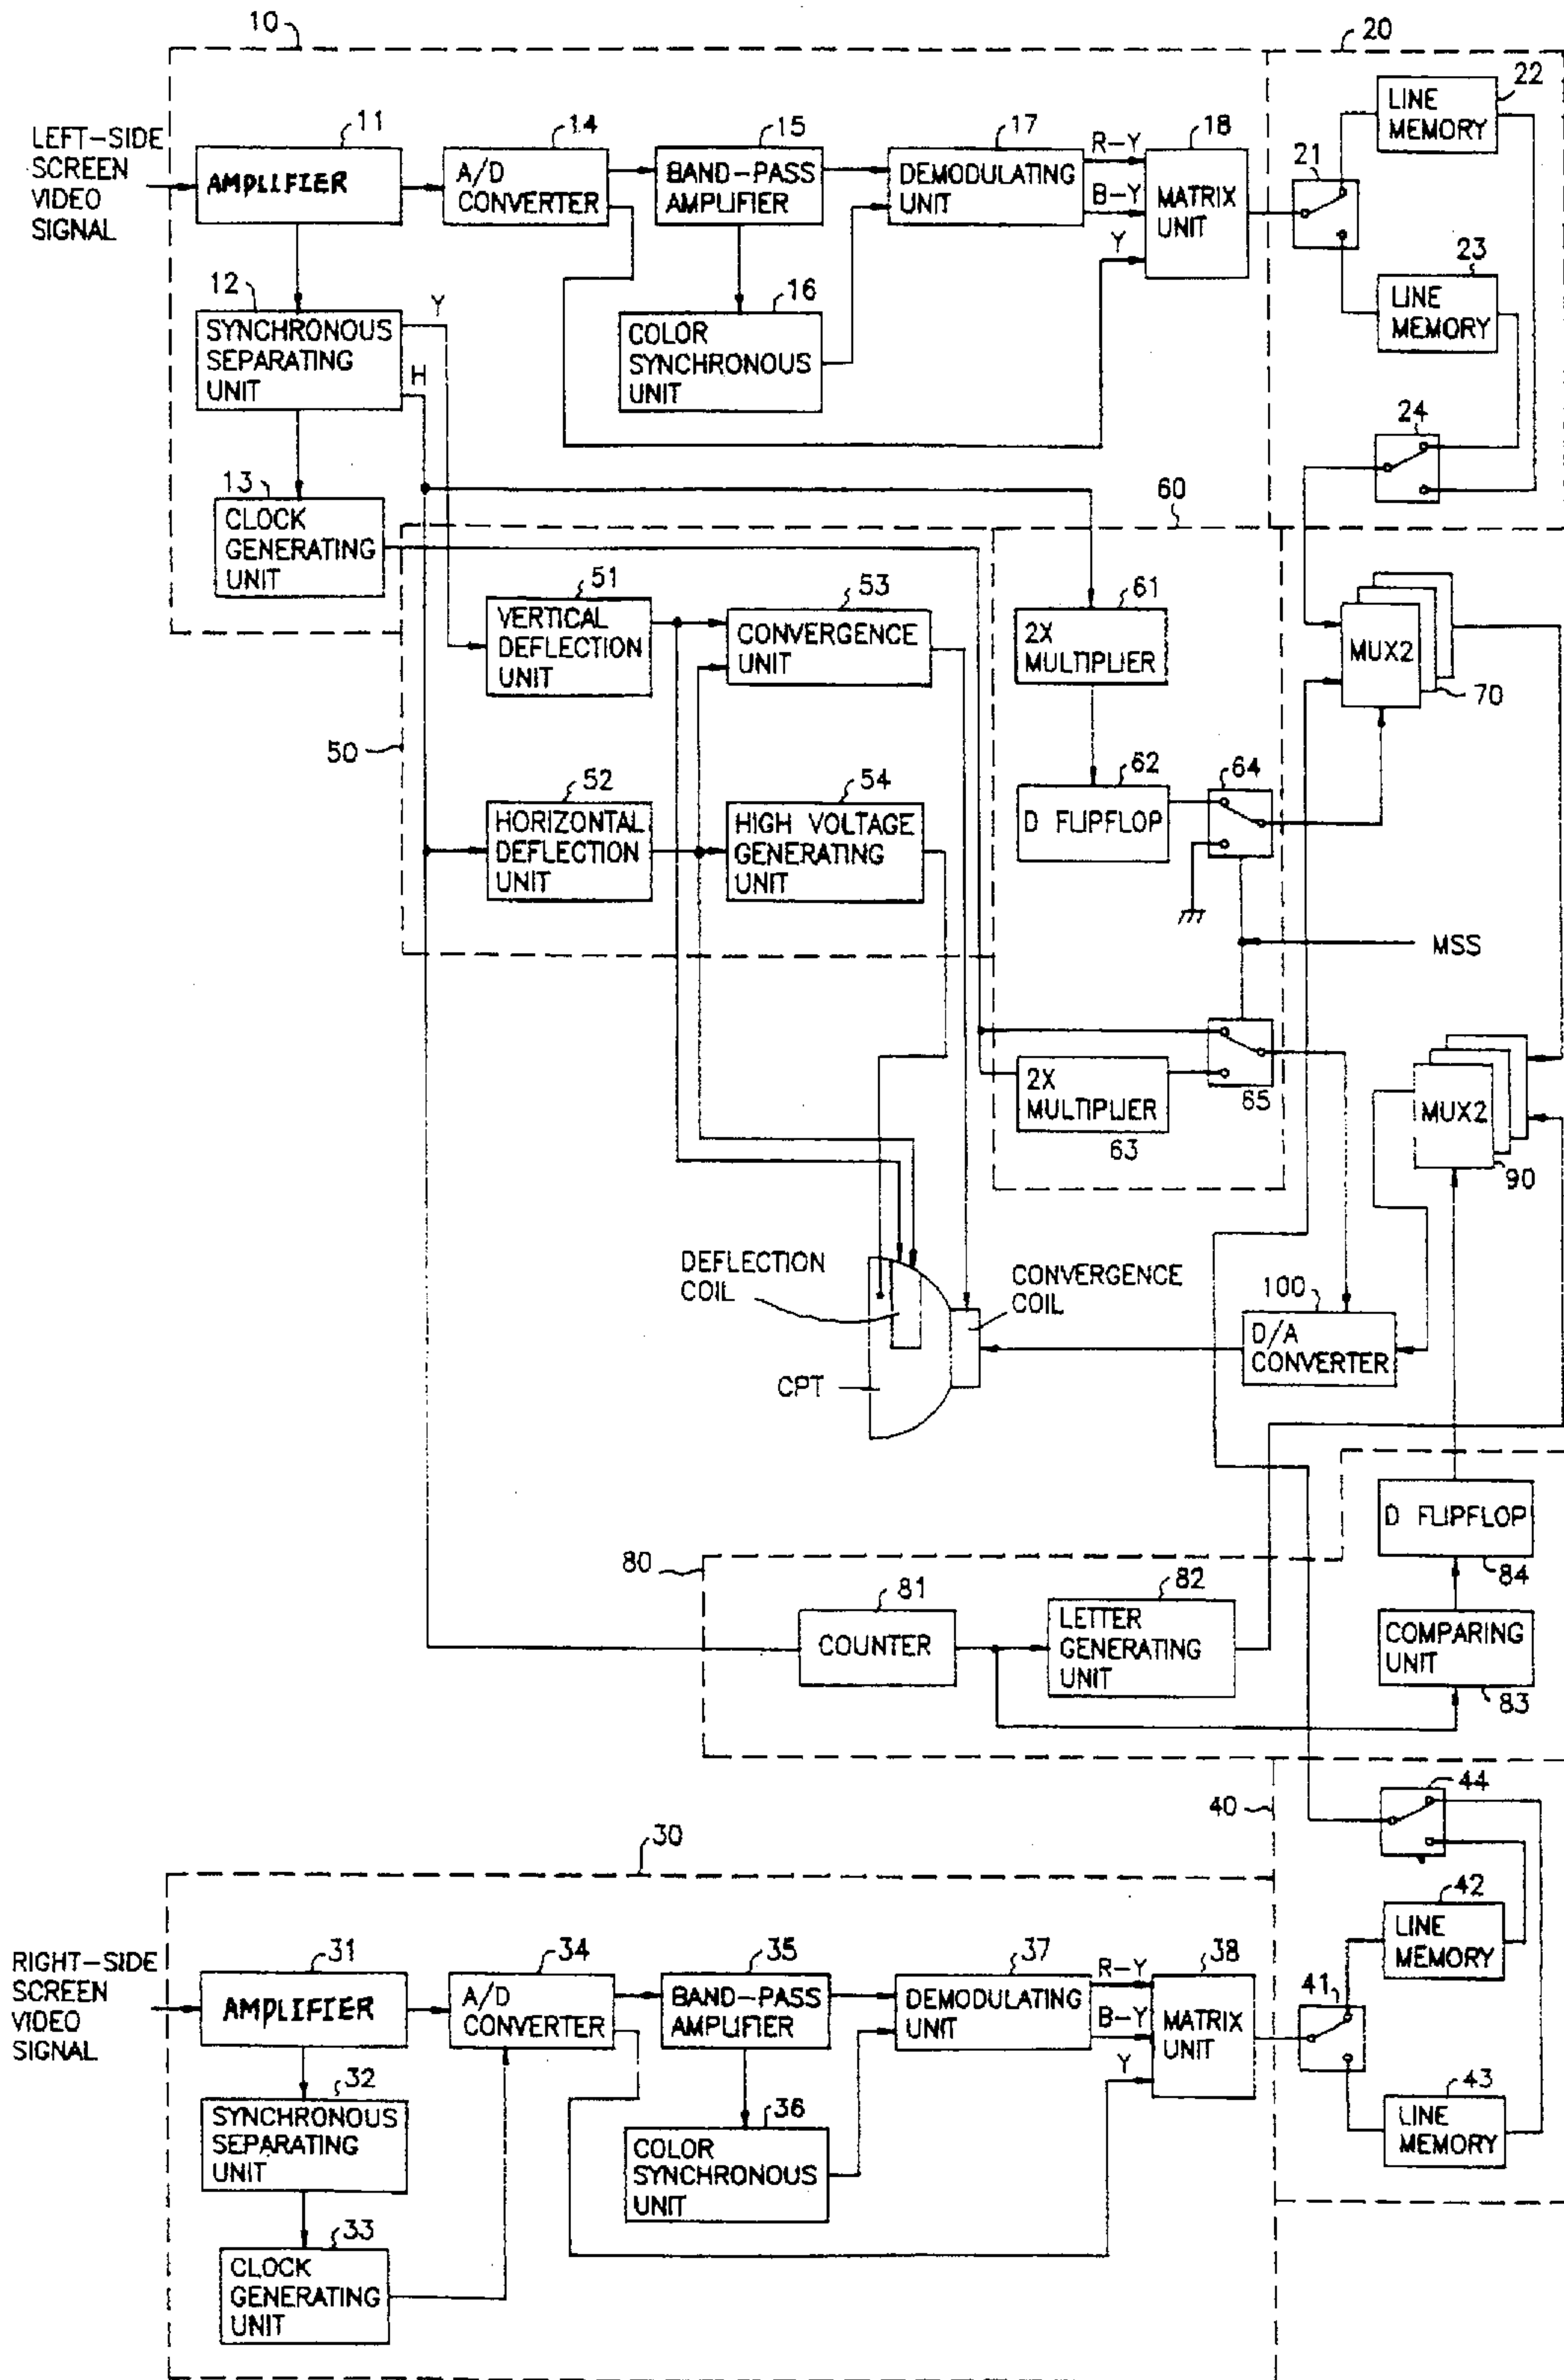 10
20
22
LINE
MEMORY
LEFT-SIDE
SCREEN
VIDEO
SIGNAL
11
AMPLIFIER
14
A/D
CONVERTER
15
BAND-PASS
AMPLIFIER
17
DEMODULATING
UNIT
R-Y
B-Y
Y
18
MATRIX
UNIT
21
23
LINE
MEMORY
12
SYNCHRONOUS
SEPARATING
UNIT
Y
H
16
COLOR
SYNCHRONOUS
UNIT
24
13
CLOCK
GENERATING
UNIT
60
51
VERTICAL
DEFLECTION
UNIT
53
CONVERGENCE
UNIT
61
2X
MULTIPLIER
MUX2
70
50
52
HORIZONTAL
DEFLECTION
UNIT
54
HIGH VOLTAGE
GENERATING
UNIT
62
D FLIPFLOP
64
MSS
2X
MULTIPLIER
63
65
MUX2
90
DEFLECTION
COIL
CONVERGENCE
COIL
100
D/A
CONVERTER
CPT
D FLIPFLOP
84
80
81
COUNTER
82
LETTER
GENERATING
UNIT
COMPARING
UNIT
83
44
40
30
42
LINE
MEMORY
RIGHT-SIDE
SCREEN
VIDEO
SIGNAL
31
AMPLIFIER
34
A/D
CONVERTER
35
BAND-PASS
AMPLIFIER
37
DEMODULATING
UNIT
R-Y
B-Y
Y
38
MATRIX
UNIT
41
43
LINE
MEMORY
32
SYNCHRONOUS
SEPARATING
UNIT
36
COLOR
SYNCHRONOUS
UNIT
33
CLOCK
GENERATING
UNIT